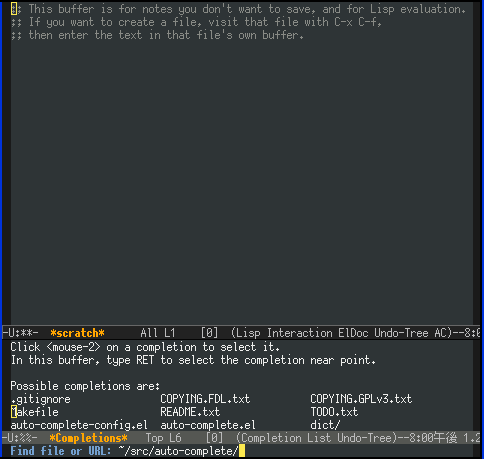 ;; This buffer is for notes you don't want to save, and for Lisp evaluation.
;; If you want to create a file, visit that file with C-x C-f,
;; then enter the text in that file's own buffer.
-U:**-  *scratch*      All L1    [0]  (Lisp Interaction ElDoc Undo-Tree AC)--8:0
Click <mouse-2> on a completion to select it.
In this buffer, type RET to select the completion near point.
Possible completions are:
.gitignore COPYING.FDL.txt COPYING.GPLv3.txt
Makefile README.txt TODO.txt
auto-complete-config.el auto-complete.el dict/
-U:%%-  *Completions*   Top L6    [0]  (Completion List Undo-Tree)--8:00午後 1.2
Find file or URL: ~/src/auto-complete/